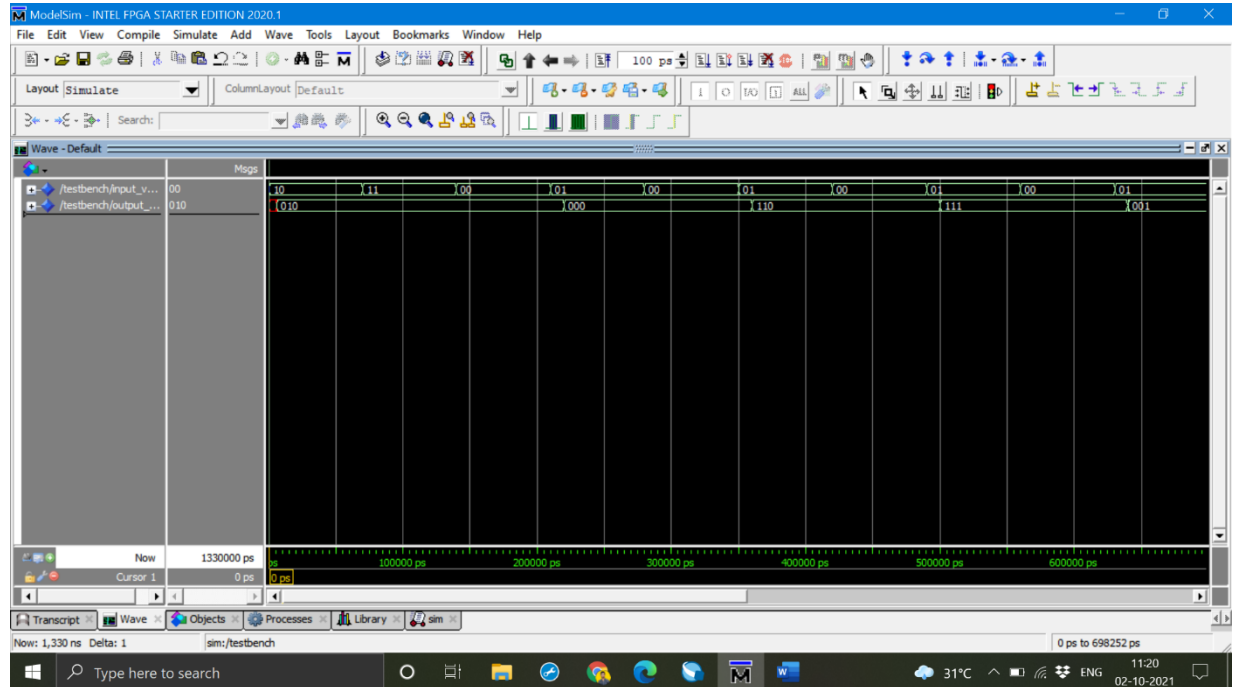 ModelSim - INTEL FPGA STARTER EDITION 2020.1
File Edit View Compile Simulate Add Wave Tools Layout Bookmarks Window Help
100 ps
Layout Simulate ColumnLayout Default
Search:
Wave - Default
Msgs
/testbench/input_v... 00 10 11 00 01 00 01 00 01 00 01
/testbench/output_... 010 010 000 110 111 001
Now 1330000 ps ps 100000 ps 200000 ps 300000 ps 400000 ps 500000 ps 600000 ps
Cursor 1 0 ps 0 ps
Transcript Wave Objects Processes Library sim
Now: 1,330 ns Delta: 1 sim:/testbench 0 ps to 698252 ps
Type here to search 31°C ENG 11:20
02-10-2021